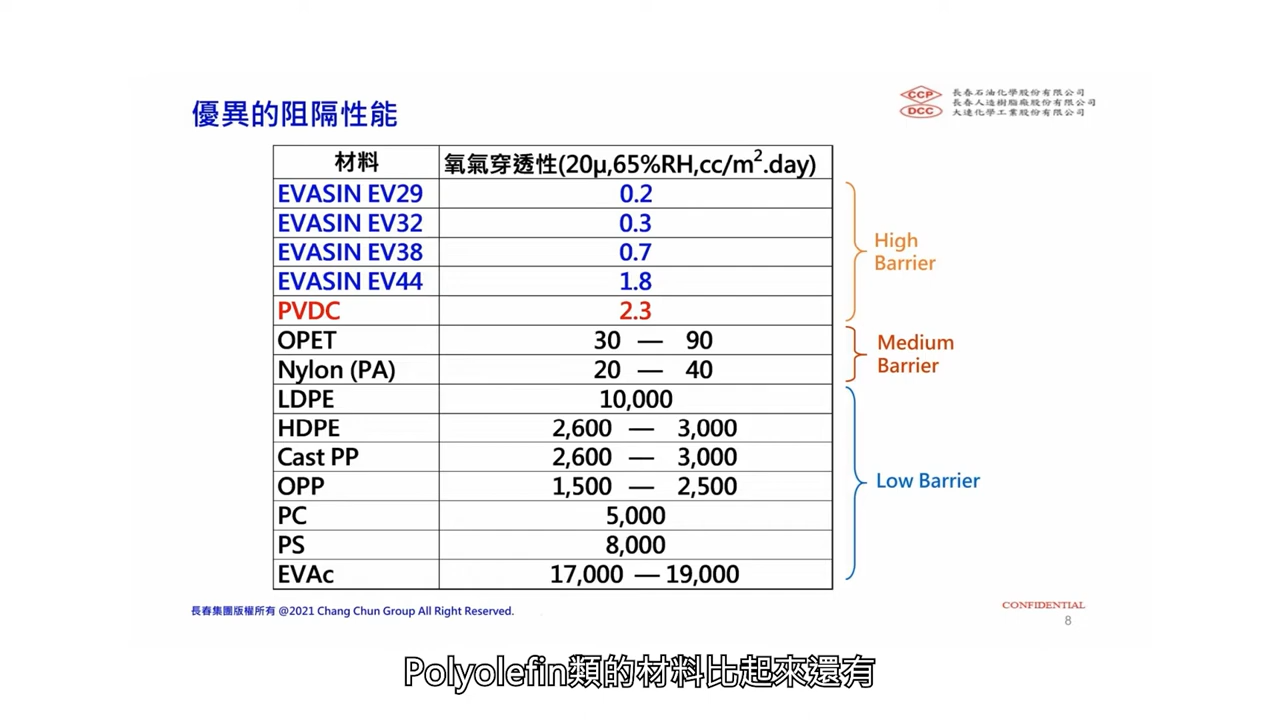 優異的阻隔性能
CCP
DCC
長春石油化學股份有限公司
長春人造樹脂廠股份有限公司
大連化學工業股份有限公司
材料 氧氣穿透性(20μ,65%RH,cc/m².day)
EVASIN EV29 0.2
EVASIN EV32 0.3
EVASIN EV38 0.7
EVASIN EV44 1.8
PVDC 2.3
OPET 30 — 90
Nylon (PA) 20 — 40
LDPE 10,000
HDPE 2,600 — 3,000
Cast PP 2,600 — 3,000
OPP 1,500 — 2,500
PC 5,000
PS 8,000
EVAc 17,000 — 19,000
High
Barrier
Medium
Barrier
Low Barrier
長春集團版權所有 @2021 Chang Chun Group All Right Reserved.
CONFIDENTIAL
8
Polyolefin類的材料比起來還有